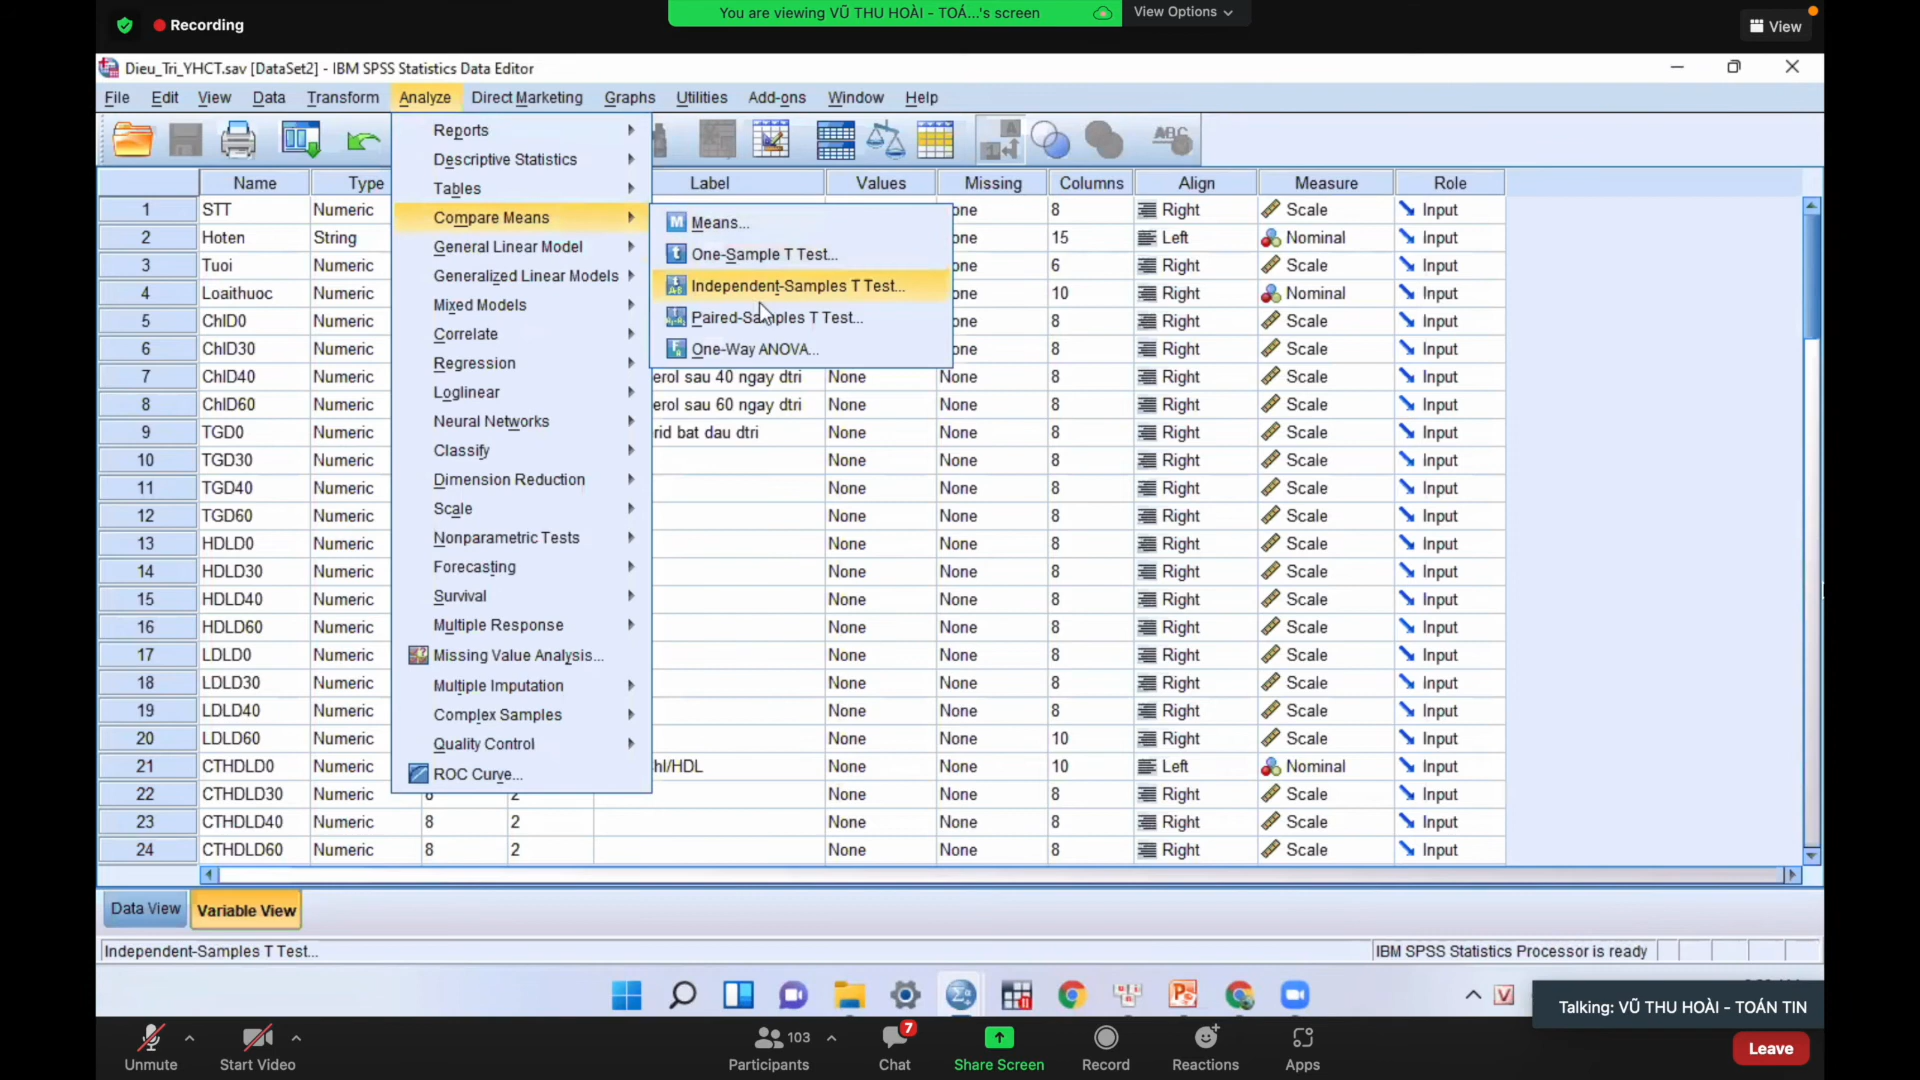 Recording
You are viewing VŨ THU HOÀI - TOÁ...'s screen
View Options
View
Dieu_Tri_YHCT.sav [DataSet2] - IBM SPSS Statistics Data Editor
File Edit View Data Transform Analyze Direct Marketing Graphs Utilities Add-ons Window Help
Reports
Descriptive Statistics
Tables
Compare Means
General Linear Model
Generalized Linear Models
Mixed Models
Correlate
Regression
Loglinear
Neural Networks
Classify
Dimension Reduction
Scale
Nonparametric Tests
Forecasting
Survival
Multiple Response
Missing Value Analysis...
Multiple Imputation
Complex Samples
Quality Control
ROC Curve...
Means...
One-Sample T Test...
Independent-Samples T Test...
Paired-Samples T Test...
One-Way ANOVA...
Name Type Label Values Missing Columns Align Measure Role
1 STT Numeric one 8 Right Scale Input
2 Hoten String one 15 Left Nominal Input
3 Tuoi Numeric one 6 Right Scale Input
4 Loaithuoc Numeric one 10 Right Nominal Input
5 ChlD0 Numeric one 8 Right Scale Input
6 ChlD30 Numeric one 8 Right Scale Input
7 ChlD40 Numeric erol sau 40 ngay dtri None None 8 Right Scale Input
8 ChlD60 Numeric erol sau 60 ngay dtri None None 8 Right Scale Input
9 TGD0 Numeric rid bat dau dtri None None 8 Right Scale Input
10 TGD30 Numeric None None 8 Right Scale Input
11 TGD40 Numeric None None 8 Right Scale Input
12 TGD60 Numeric None None 8 Right Scale Input
13 HDLD0 Numeric None None 8 Right Scale Input
14 HDLD30 Numeric None None 8 Right Scale Input
15 HDLD40 Numeric None None 8 Right Scale Input
16 HDLD60 Numeric None None 8 Right Scale Input
17 LDLD0 Numeric None None 8 Right Scale Input
18 LDLD30 Numeric None None 8 Right Scale Input
19 LDLD40 Numeric None None 8 Right Scale Input
20 LDLD60 Numeric None None 10 Right Scale Input
21 CTHDLD0 Numeric hl/HDL None None 10 Left Nominal Input
22 CTHDLD30 Numeric 8 2 None None 8 Right Scale Input
23 CTHDLD40 Numeric 8 2 None None 8 Right Scale Input
24 CTHDLD60 Numeric 8 2 None None 8 Right Scale Input
Data View Variable View
Independent-Samples T Test...
IBM SPSS Statistics Processor is ready
Talking: VŨ THU HOÀI - TOÁN TIN
Unmute
Start Video
103
Participants
7
Chat
Share Screen
Record
Reactions
Apps
Leave